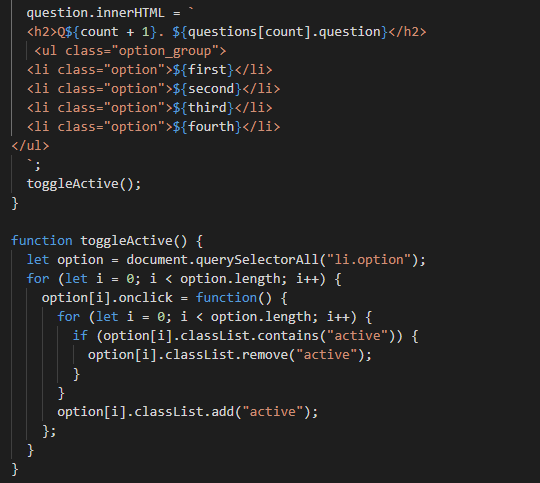 question.innerHTML = `
<h2>Q${count + 1}. ${questions[count].question}</h2>
<ul class="option_group">
<li class="option">${first}</li>
<li class="option">${second}</li>
<li class="option">${third}</li>
<li class="option">${fourth}</li>
</ul>
`;
toggleActive();
}
function toggleActive() {
let option = document.querySelectorAll("li.option");
for (let i = 0; i < option.length; i++) {
option[i].onclick = function() {
for (let i = 0; i < option.length; i++) {
if (option[i].classList.contains("active")) {
option[i].classList.remove("active");
}
}
option[i].classList.add("active");
};
}
}